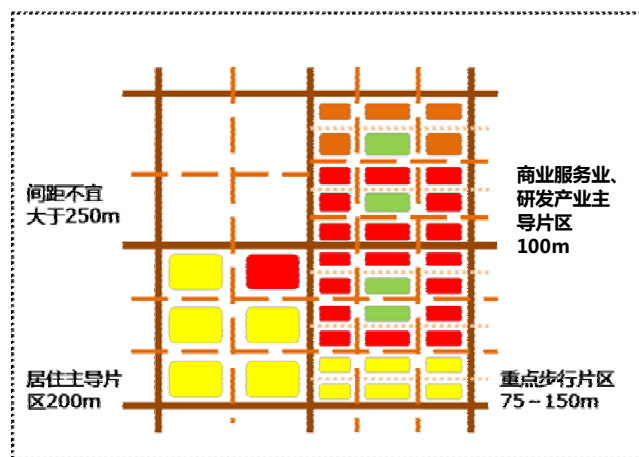 间距不宜
大于250m
商业服务业、
研发产业主
导片区
100m
居住主导片
区200m
重点步行片区
75~150m